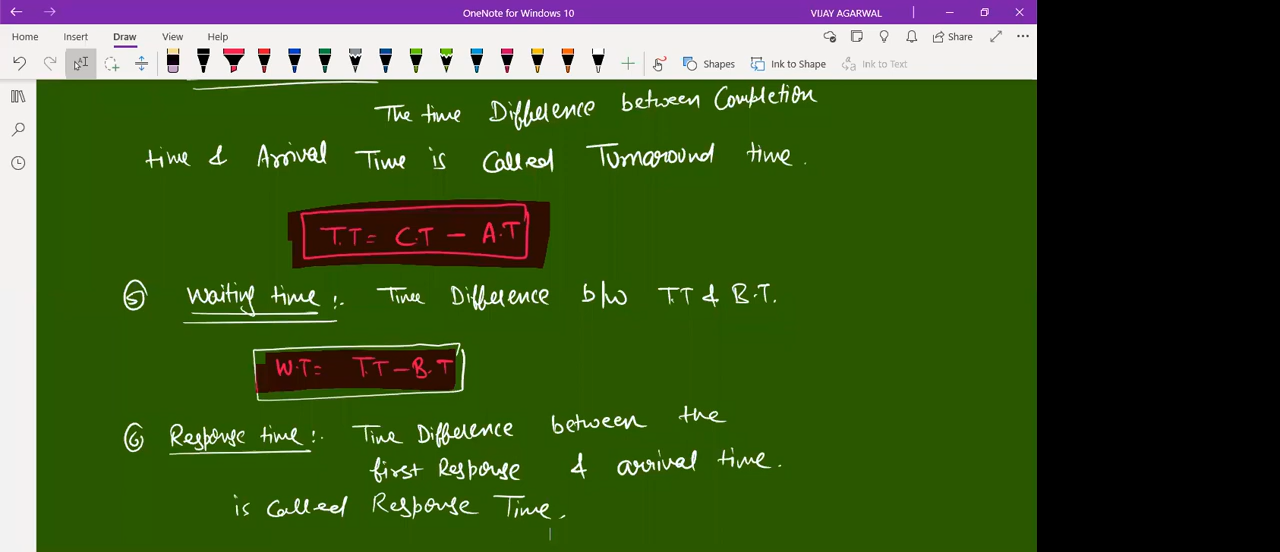 OneNote for Windows 10
VIJAY AGARWAL
Home Insert Draw View Help
Share
Shapes Ink to Shape Ink to Text
The time Difference between Completion
time & Arrival Time is Called Turnaround time.
T.T = C.T - A.T
5 Waiting time :. Time Difference b/w T.T & B.T.
W.T = T.T - B.T
6 Response time :. Time Difference between the
first Response & arrival time.
is called Response Time.